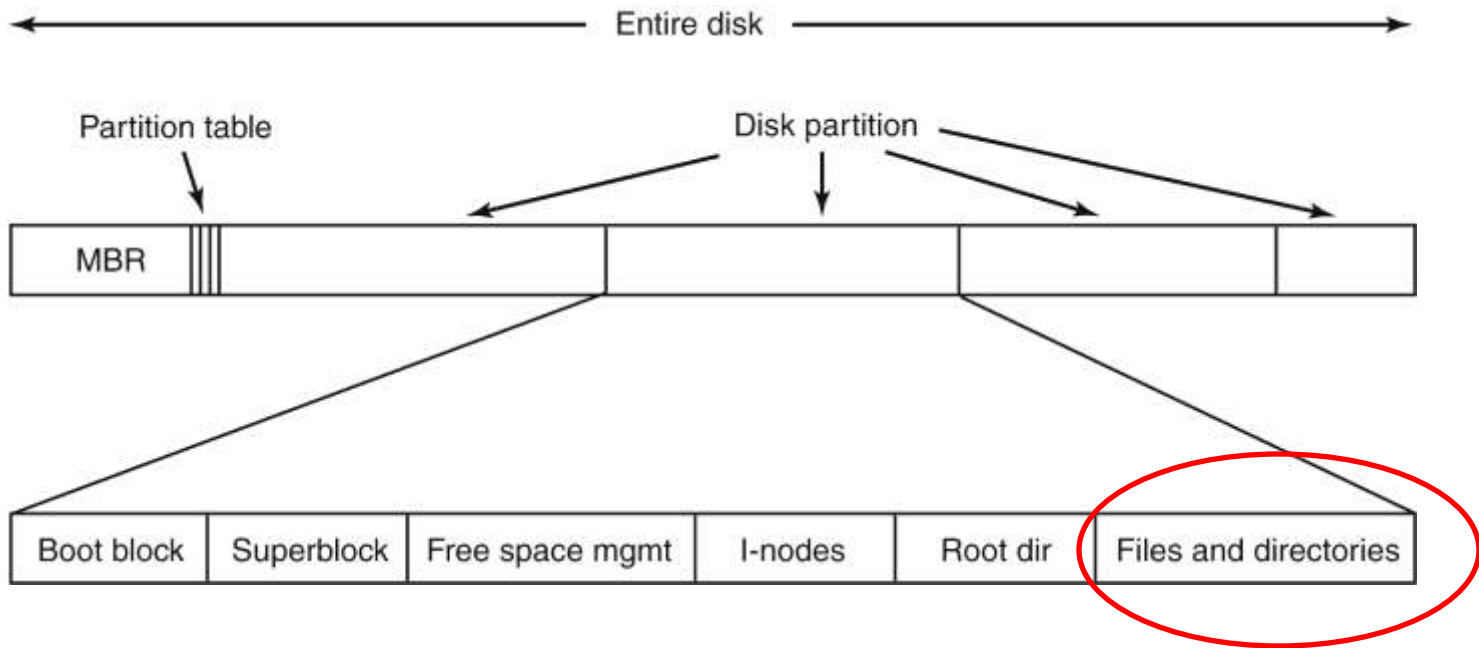 Entire disk
Partition table
Disk partition
MBR
Boot block
Superblock
Free space mgmt
I-nodes
Root dir
Files and directories